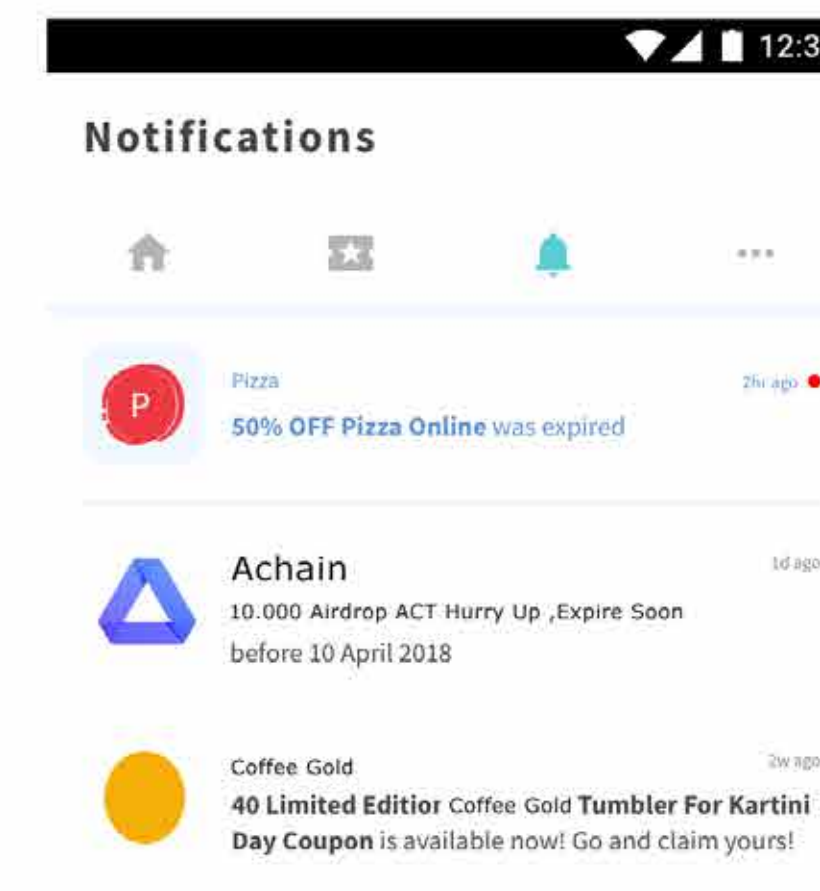 12:3
Notifications
Pizza
2hr ago
P
50% OFF Pizza Online was expired
Achain
1d ago
10.000 Airdrop ACT Hurry Up ,Expire Soon
before 10 April 2018
Coffee Gold
2w ago
40 Limited Editior Coffee Gold Tumbler For Kartini
Day Coupon is available now! Go and claim yours!